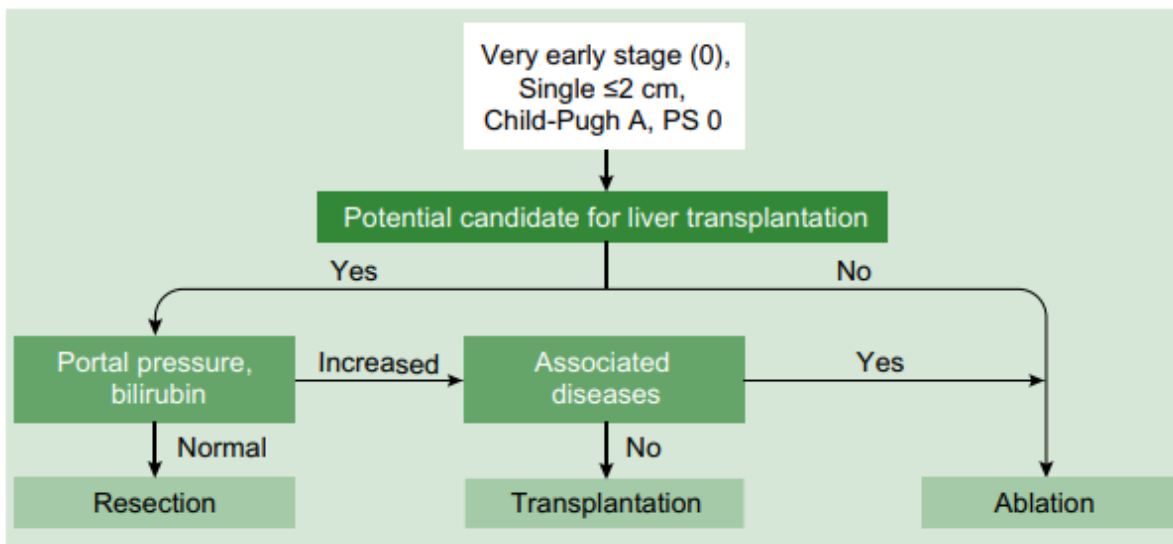 Very early stage (0),
Single ≤2 cm,
Child-Pugh A, PS 0
Potential candidate for liver transplantation
Yes
No
Portal pressure,
bilirubin
Increased
Associated
diseases
Yes
Normal
No
Resection
Transplantation
Ablation